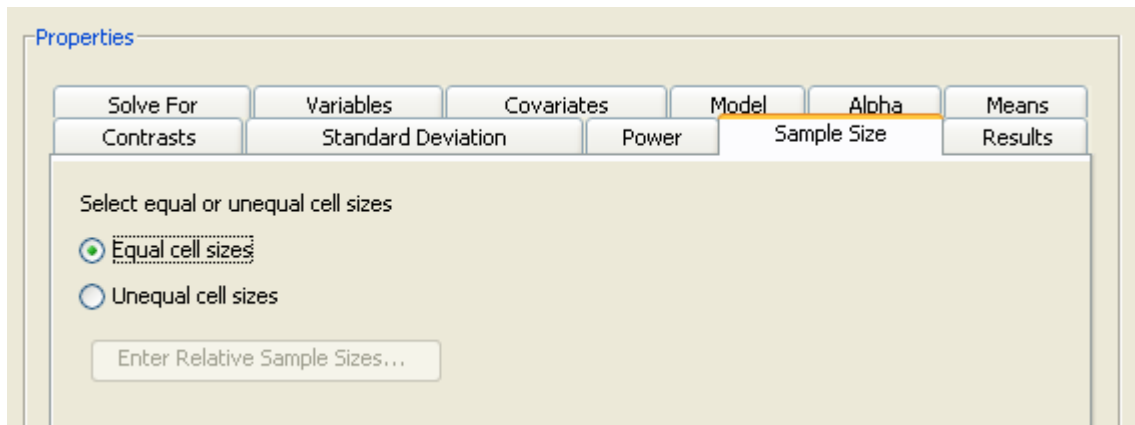 Properties
Solve For Variables Covariates Model Alpha Means
Contrasts Standard Deviation Power Sample Size Results
Select equal or unequal cell sizes
Equal cell sizes
Unequal cell sizes
Enter Relative Sample Sizes...